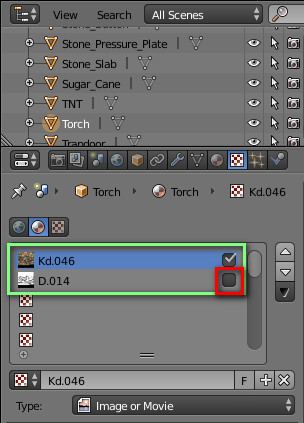 View Search All Scenes
Stone_Pressure_Plate
Stone_Slab
Sugar_Cane
TNT
Torch
Trapdoor
Torch Torch Kd.046
Kd.046
D.014
Kd.046 F
Type: Image or Movie